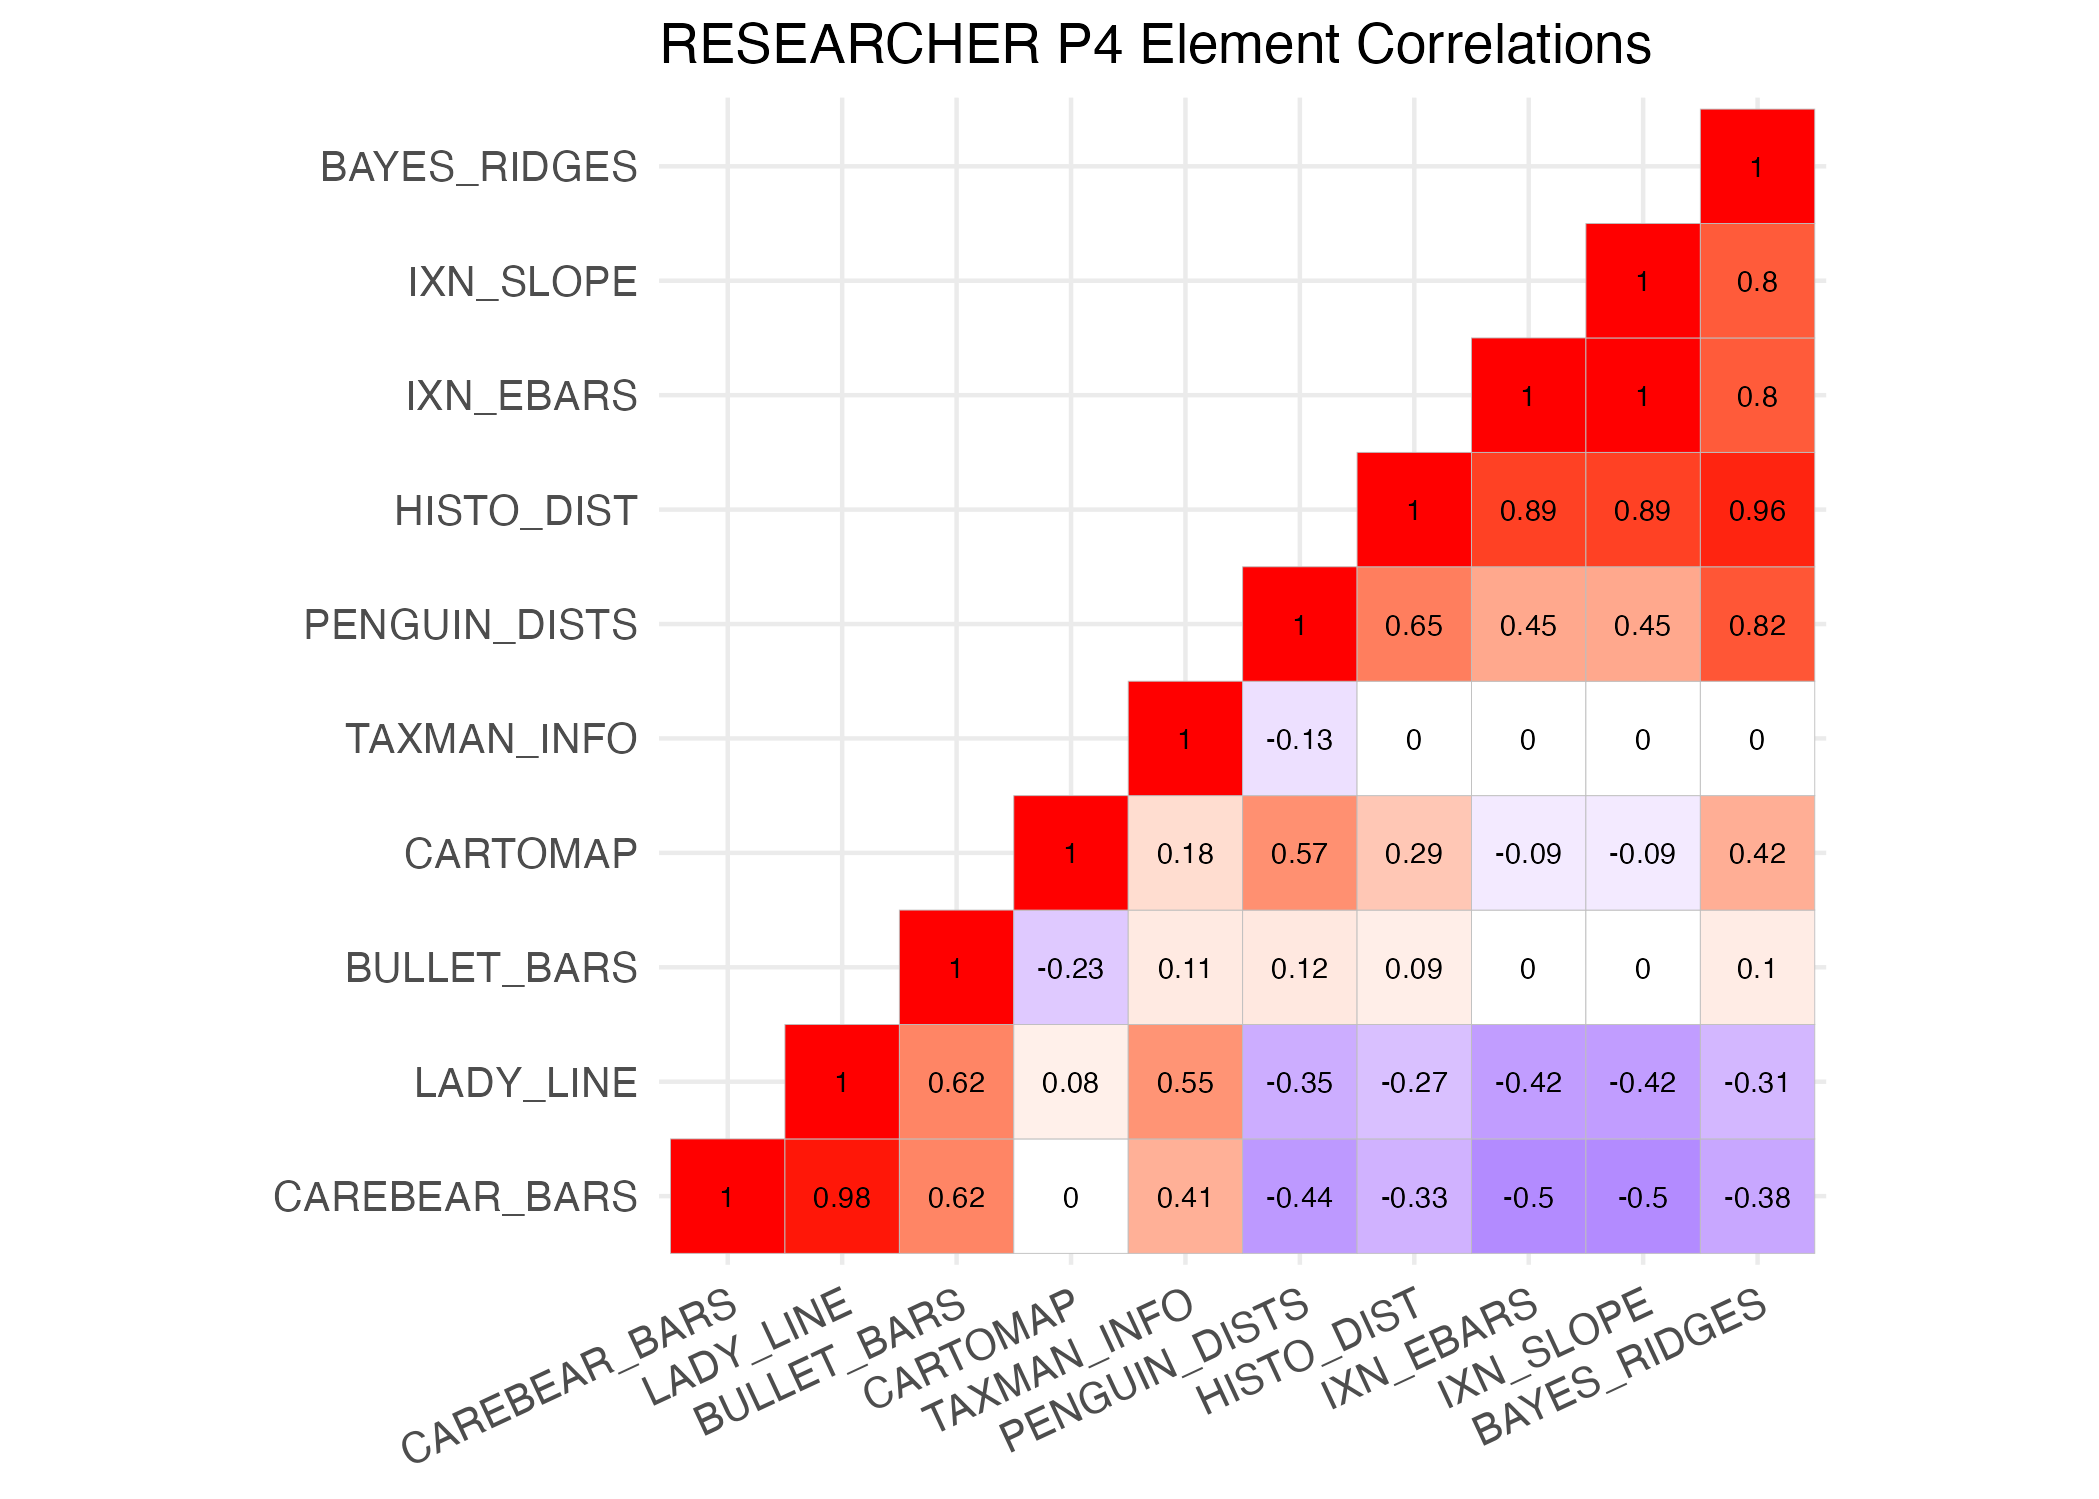 RESEARCHER P4 Element Correlations
BAYES_RIDGES 1
IXN_SLOPE 1 0.8
IXN_EBARS 1 1 0.8
HISTO_DIST 1 0.89 0.89 0.96
PENGUIN_DISTS 1 0.65 0.45 0.45 0.82
TAXMAN_INFO 1 -0.13 0 0 0 0
CARTOMAP 1 0.18 0.57 0.29 -0.09 -0.09 0.42
BULLET_BARS 1 -0.23 0.11 0.12 0.09 0 0 0.1
LADY_LINE 1 0.62 0.08 0.55 -0.35 -0.27 -0.42 -0.42 -0.31
CAREBEAR_BARS 1 0.98 0.62 0 0.41 -0.44 -0.33 -0.5 -0.5 -0.38
CAREBEAR_BARS
LADY_LINE
BULLET_BARS
CARTOMAP
TAXMAN_INFO
PENGUIN_DISTS
HISTO_DIST
IXN_EBARS
IXN_SLOPE
BAYES_RIDGES